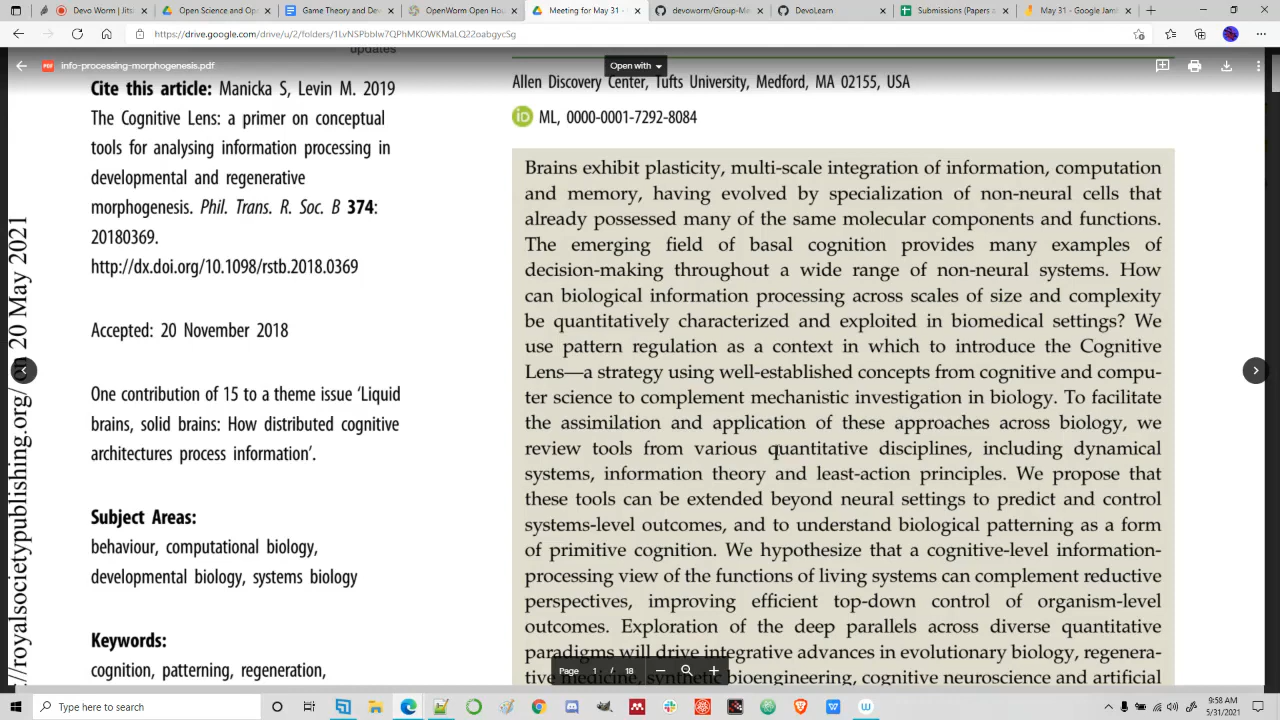 Devo Team and Gene
Open Science and O
OpenWorm Open Ho
Meeting for May 31 -
devoworm/Group-Me
DevoLearn
Submissions (Papers
May 31 - Google Jam
https://drive.google.com/drive/u/2/folders/1LvNSPbbIw7QPhMKOWKMaLQ22oabgycSg
updates
info-processing-morphogenesis.pdf
Open with
Cite this article: Manicka S, Levin M. 2019
The Cognitive Lens: a primer on conceptual
tools for analysing information processing in
developmental and regenerative
morphogenesis. Phil. Trans. R. Soc. B 374:
20180369.
http://dx.doi.org/10.1098/rstb.2018.0369
Accepted: 20 November 2018
One contribution of 15 to a theme issue ‘Liquid
brains, solid brains: How distributed cognitive
architectures process information’.
Subject Areas:
behaviour, computational biology,
developmental biology, systems biology
Keywords:
cognition, patterning, regeneration,
://royalsocietypublishing.org/ on 20 May 2021
Allen Discovery Center, Tufts University, Medford, MA 02155, USA
iD ML, 0000-0001-7292-8084
Brains exhibit plasticity, multi-scale integration of information, computation
and memory, having evolved by specialization of non-neural cells that
already possessed many of the same molecular components and functions.
The emerging field of basal cognition provides many examples of
decision-making throughout a wide range of non-neural systems. How
can biological information processing across scales of size and complexity
be quantitatively characterized and exploited in biomedical settings? We
use pattern regulation as a context in which to introduce the Cognitive
Lens—a strategy using well-established concepts from cognitive and compu-
ter science to complement mechanistic investigation in biology. To facilitate
the assimilation and application of these approaches across biology, we
review tools from various quantitative disciplines, including dynamical
systems, information theory and least-action principles. We propose that
these tools can be extended beyond neural settings to predict and control
systems-level outcomes, and to understand biological patterning as a form
of primitive cognition. We hypothesize that a cognitive-level information-
processing view of the functions of living systems can complement reductive
perspectives, improving efficient top-down control of organism-level
outcomes. Exploration of the deep parallels across diverse quantitative
paradigms will drive integrative advances in evolutionary biology, regenera-
tive medicine, synthetic bioengineering, cognitive neuroscience and artificial
Page 1 / 18
Type here to search
9:58 AM
5/31/2021